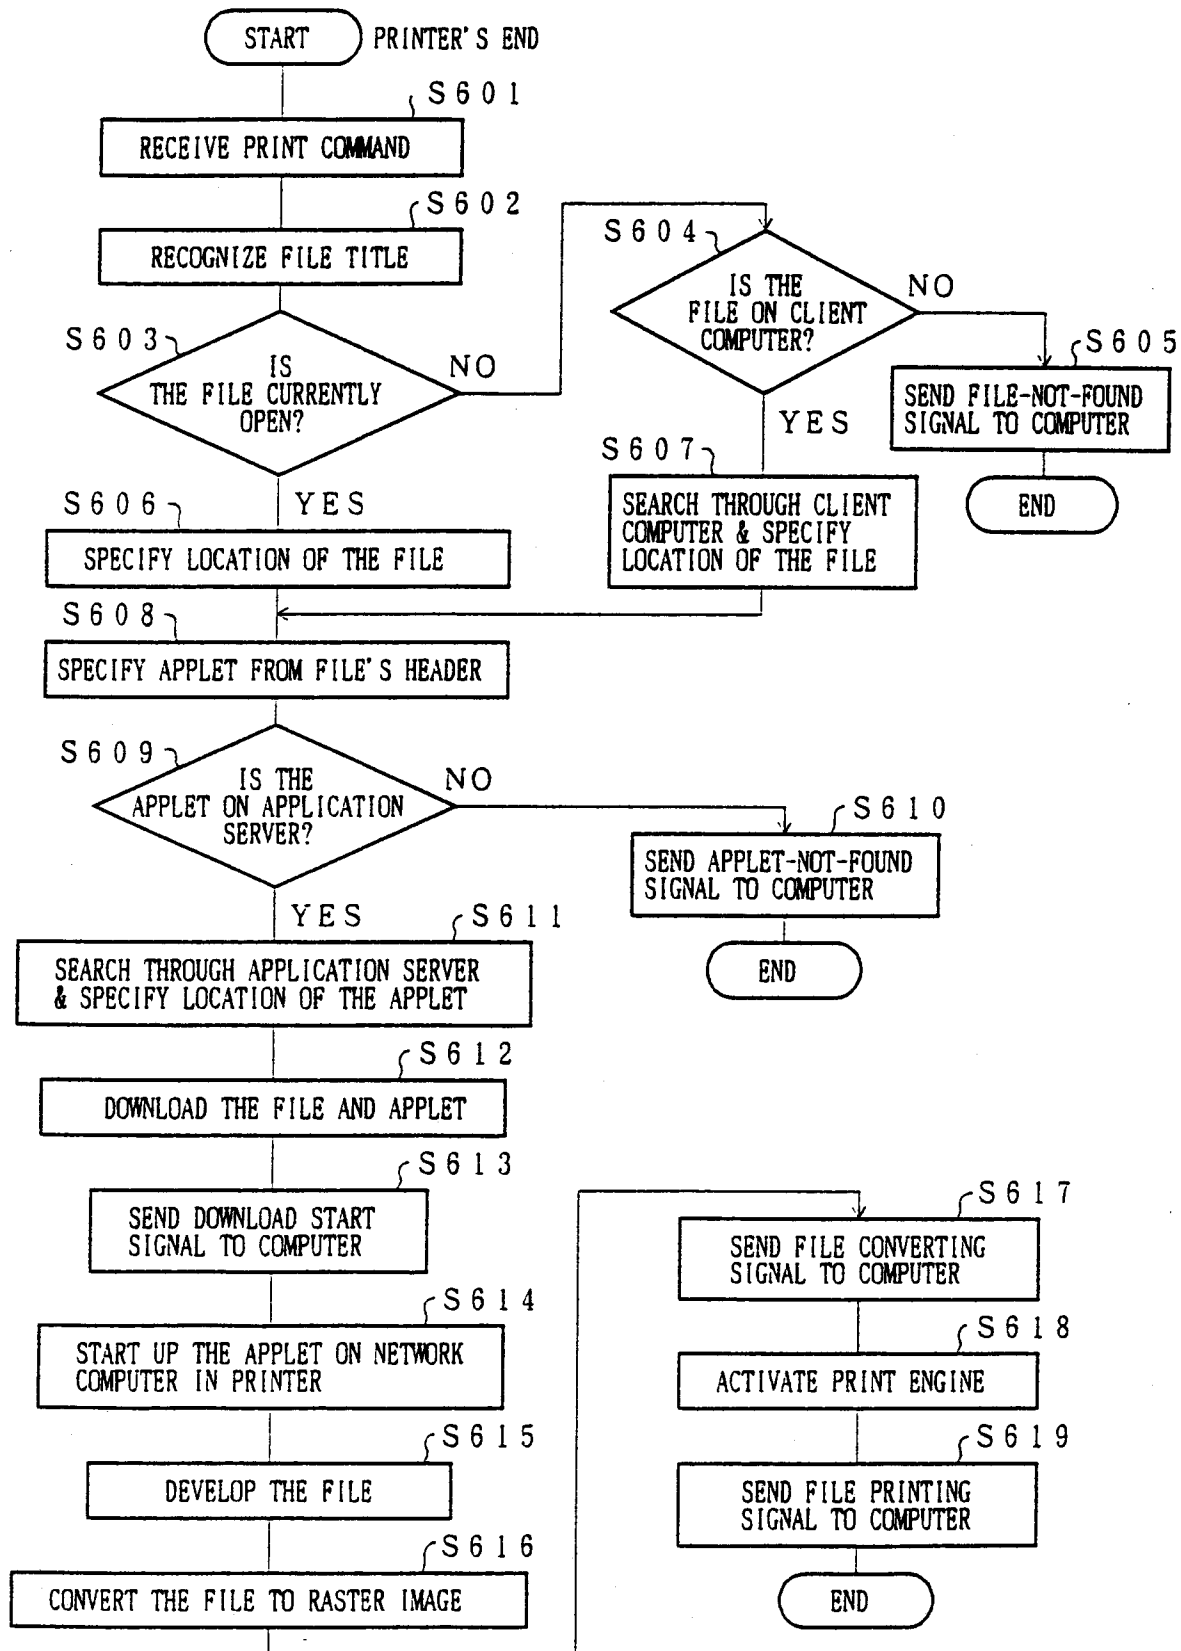 START
PRINTER'S END
S601
RECEIVE PRINT COMMAND
S602
RECOGNIZE FILE TITLE
S603
IS
THE FILE CURRENTLY
OPEN?
NO
S604
IS THE
FILE ON CLIENT
COMPUTER?
NO
S605
SEND FILE-NOT-FOUND
SIGNAL TO COMPUTER
END
YES
S607
SEARCH THROUGH CLIENT
COMPUTER & SPECIFY
LOCATION OF THE FILE
YES
S606
SPECIFY LOCATION OF THE FILE
S608
SPECIFY APPLET FROM FILE'S HEADER
S609
IS THE
APPLET ON APPLICATION
SERVER?
NO
S610
SEND APPLET-NOT-FOUND
SIGNAL TO COMPUTER
END
YES
S611
SEARCH THROUGH APPLICATION SERVER
& SPECIFY LOCATION OF THE APPLET
S612
DOWNLOAD THE FILE AND APPLET
S613
SEND DOWNLOAD START
SIGNAL TO COMPUTER
S614
START UP THE APPLET ON NETWORK
COMPUTER IN PRINTER
S615
DEVELOP THE FILE
S616
CONVERT THE FILE TO RASTER IMAGE
S617
SEND FILE CONVERTING
SIGNAL TO COMPUTER
S618
ACTIVATE PRINT ENGINE
S619
SEND FILE PRINTING
SIGNAL TO COMPUTER
END